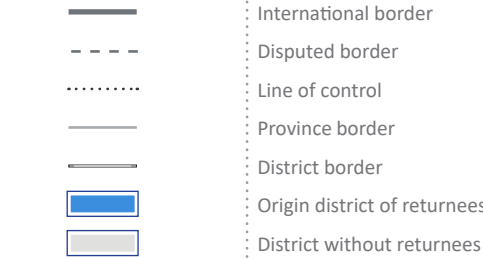 International border
Disputed border
Line of control
Province border
District border
Origin district of returnees
District without returnees